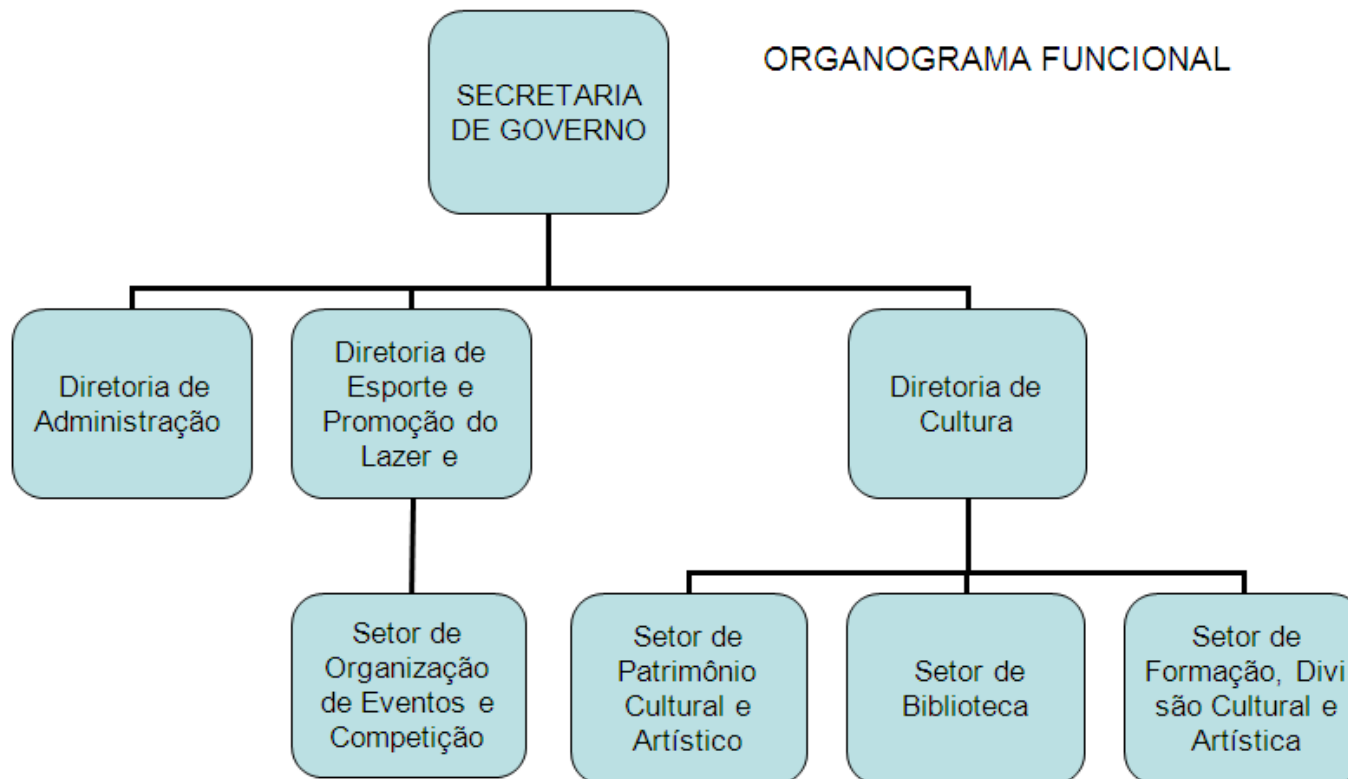 ORGANOGRAMA FUNCIONAL
SECRETARIA
DE GOVERNO
Diretoria de
Administração
Diretoria de
Esporte e
Promoção do
Lazer e
Diretoria de
Cultura
Setor de
Organização
de Eventos e
Competição
Setor de
Patrimônio
Cultural e
Artístico
Setor de
Biblioteca
Setor de
Formação, Divi
são Cultural e
Artística